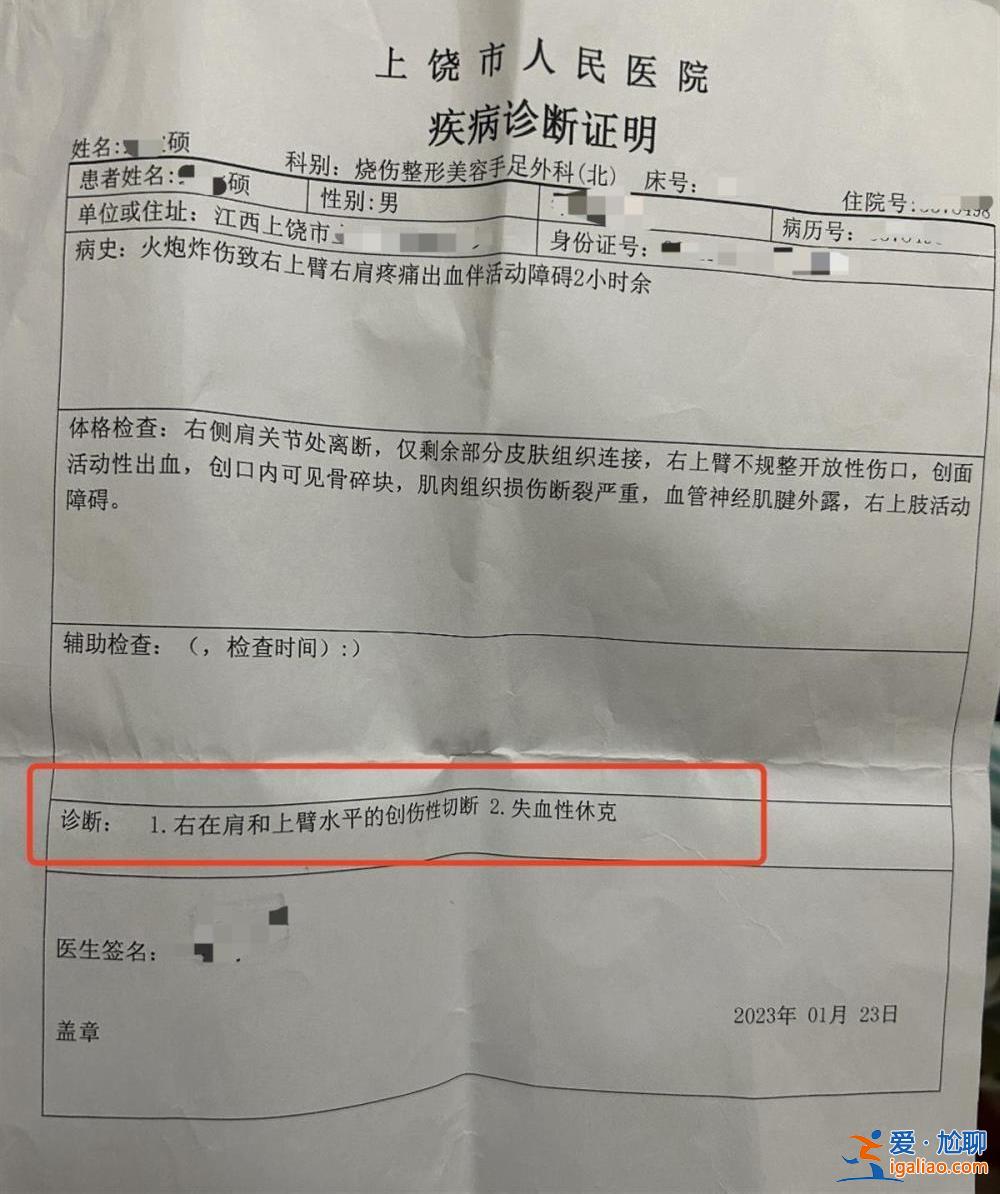 上饶市人民医院
疾病诊断证明
姓名: 硕
科别: 烧伤整形美容手足外科(北) 床号: 住院号:
患者姓名: 硕 性别:男
单位或住址: 江西上饶市 身份证号: 病历号:
病史: 火炮炸伤致右上臂右肩疼痛出血伴活动障碍2小时余
体格检查: 右侧肩关节处离断, 仅剩余部分皮肤组织连接, 右上臂不规整开放性伤口, 创面
活动性出血, 创口内可见骨碎块, 肌肉组织损伤断裂严重, 血管神经肌腱外露, 右上肢活动
障碍。
辅助检查: (, 检查时间):)
诊断: 1.右在肩和上臂水平的创伤性切断 2.失血性休克
医生签名:
2023年 01月 23日
盖章
爱·尬聊
igaliao.com